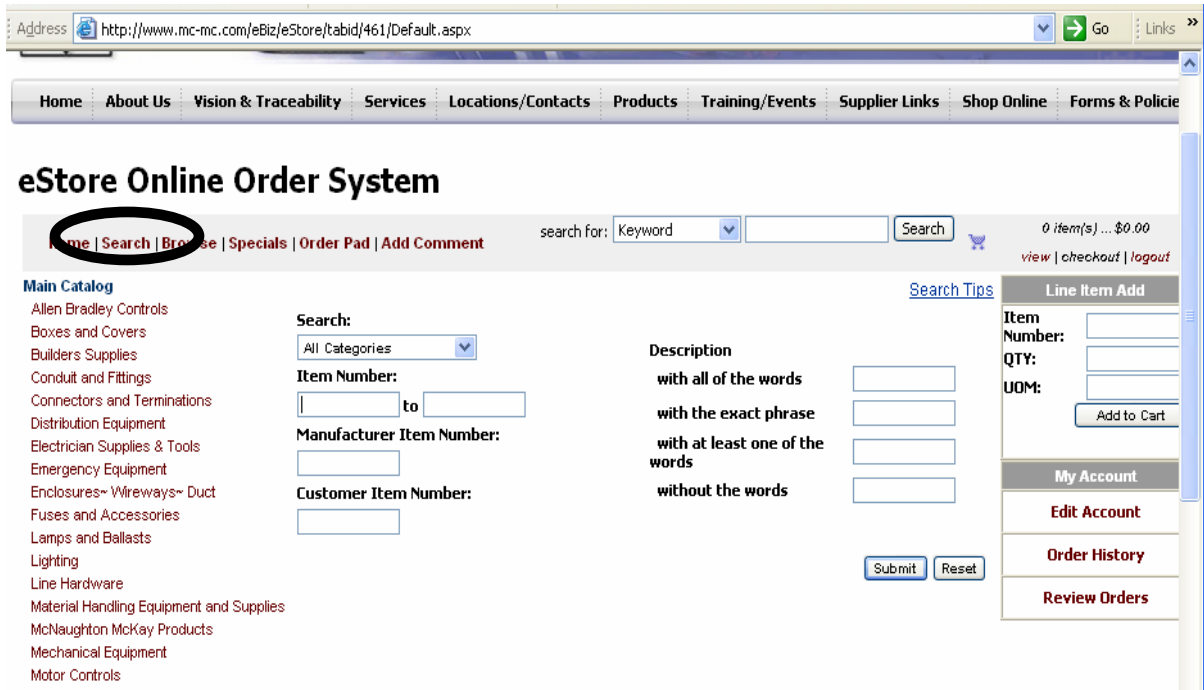 Address http://www.mc-mc.com/eBiz/eStore/tabid/461/Default.aspx Go Links »
Home About Us Vision & Traceability Services Locations/Contacts Products Training/Events Supplier Links Shop Online Forms & Policie
eStore Online Order System
Home | Search | Browse | Specials | Order Pad | Add Comment
search for: Keyword Search
0 item(s) ... $0.00
view | checkout | logout
Main Catalog
Allen Bradley Controls
Boxes and Covers
Builders Supplies
Conduit and Fittings
Connectors and Terminations
Distribution Equipment
Electrician Supplies & Tools
Emergency Equipment
Enclosures~ Wireways~ Duct
Fuses and Accessories
Lamps and Ballasts
Lighting
Line Hardware
Material Handling Equipment and Supplies
McNaughton McKay Products
Mechanical Equipment
Motor Controls
Search:
All Categories
Item Number:
to
Manufacturer Item Number:
Customer Item Number:
Search Tips
Description
with all of the words
with the exact phrase
with at least one of the
words
without the words
Submit Reset
Line Item Add
Item
Number:
QTY:
UOM:
Add to Cart
My Account
Edit Account
Order History
Review Orders